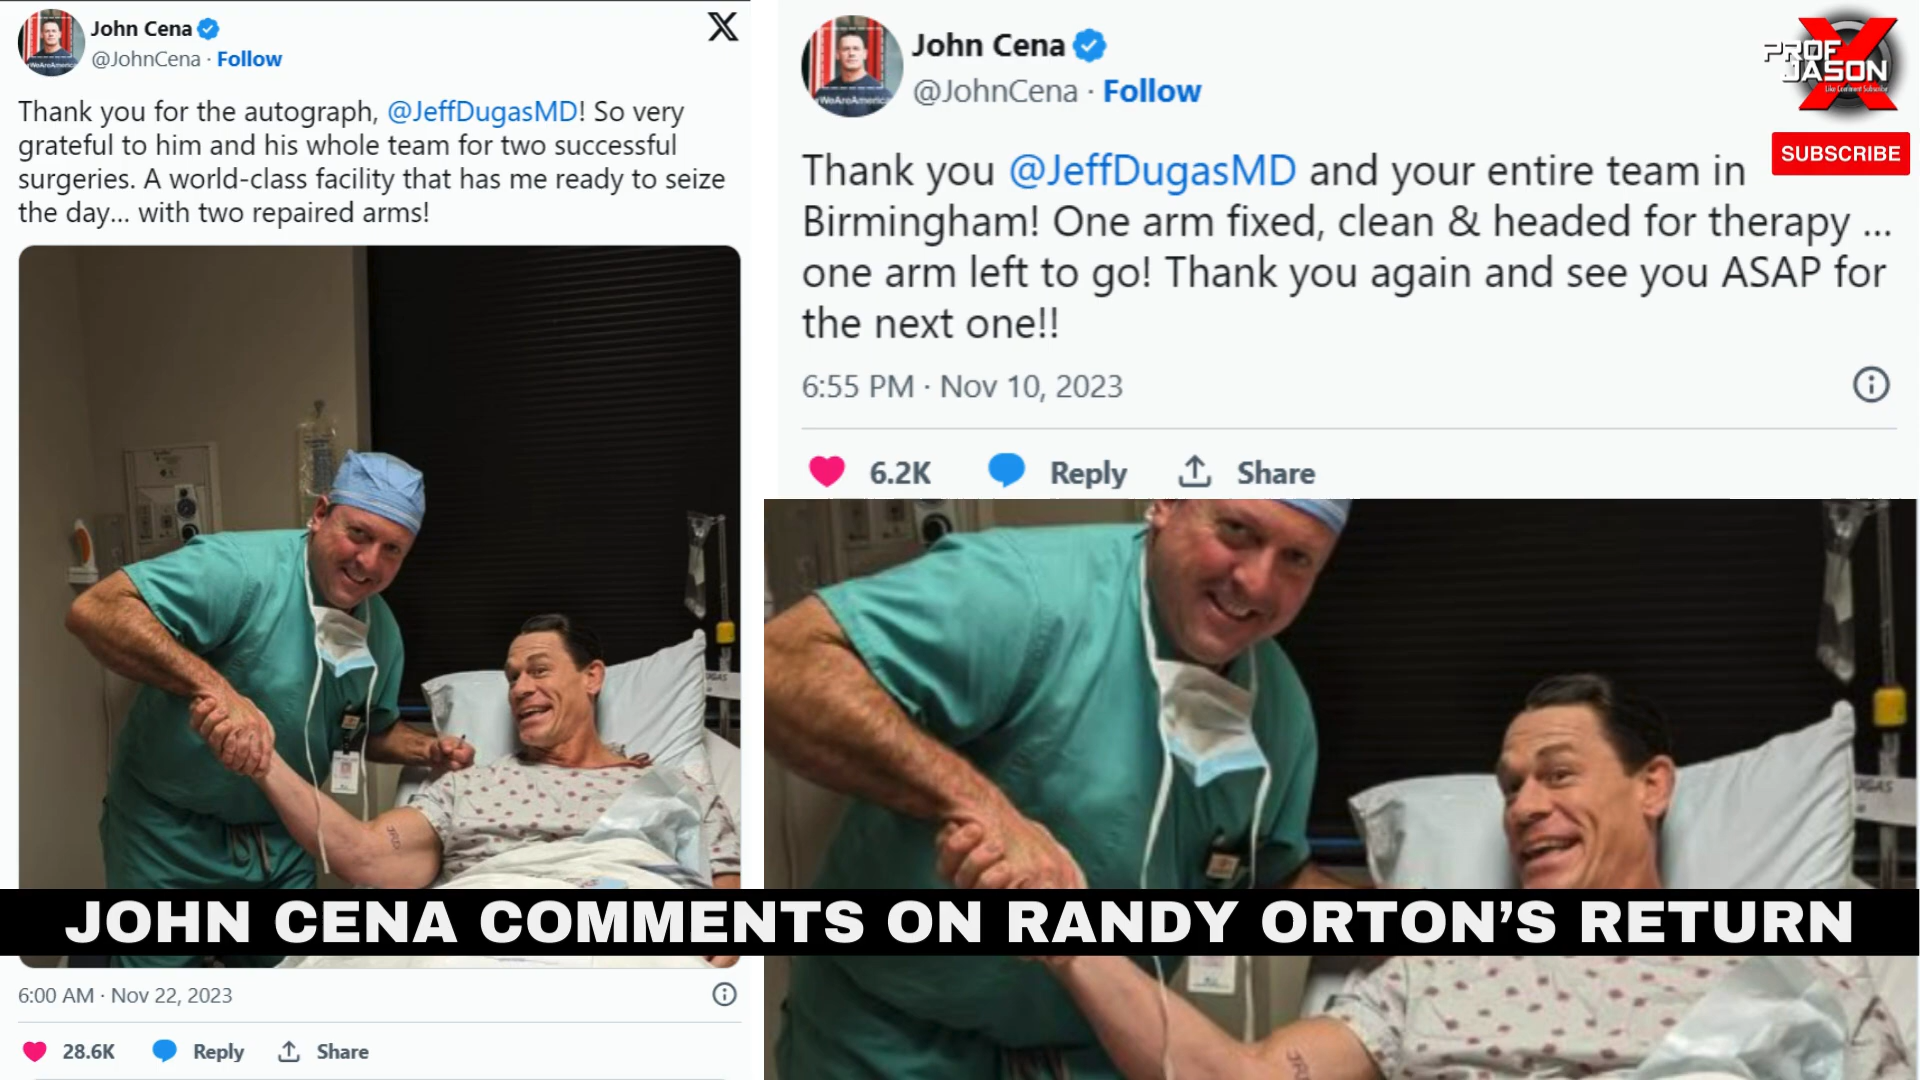 John Cena
@JohnCena · Follow
Thank you for the autograph, @JeffDugasMD! So very
grateful to him and his whole team for two successful
surgeries. A world-class facility that has me ready to seize
the day... with two repaired arms!
6:00 AM · Nov 22, 2023
28.6K Reply Share
John Cena
@JohnCena · Follow
Thank you @JeffDugasMD and your entire team in
Birmingham! One arm fixed, clean & headed for therapy ...
one arm left to go! Thank you again and see you ASAP for
the next one!!
6:55 PM · Nov 10, 2023
6.2K Reply Share
PROF
JASON
Like Comment Subscribe
SUBSCRIBE
JOHN CENA COMMENTS ON RANDY ORTON’S RETURN